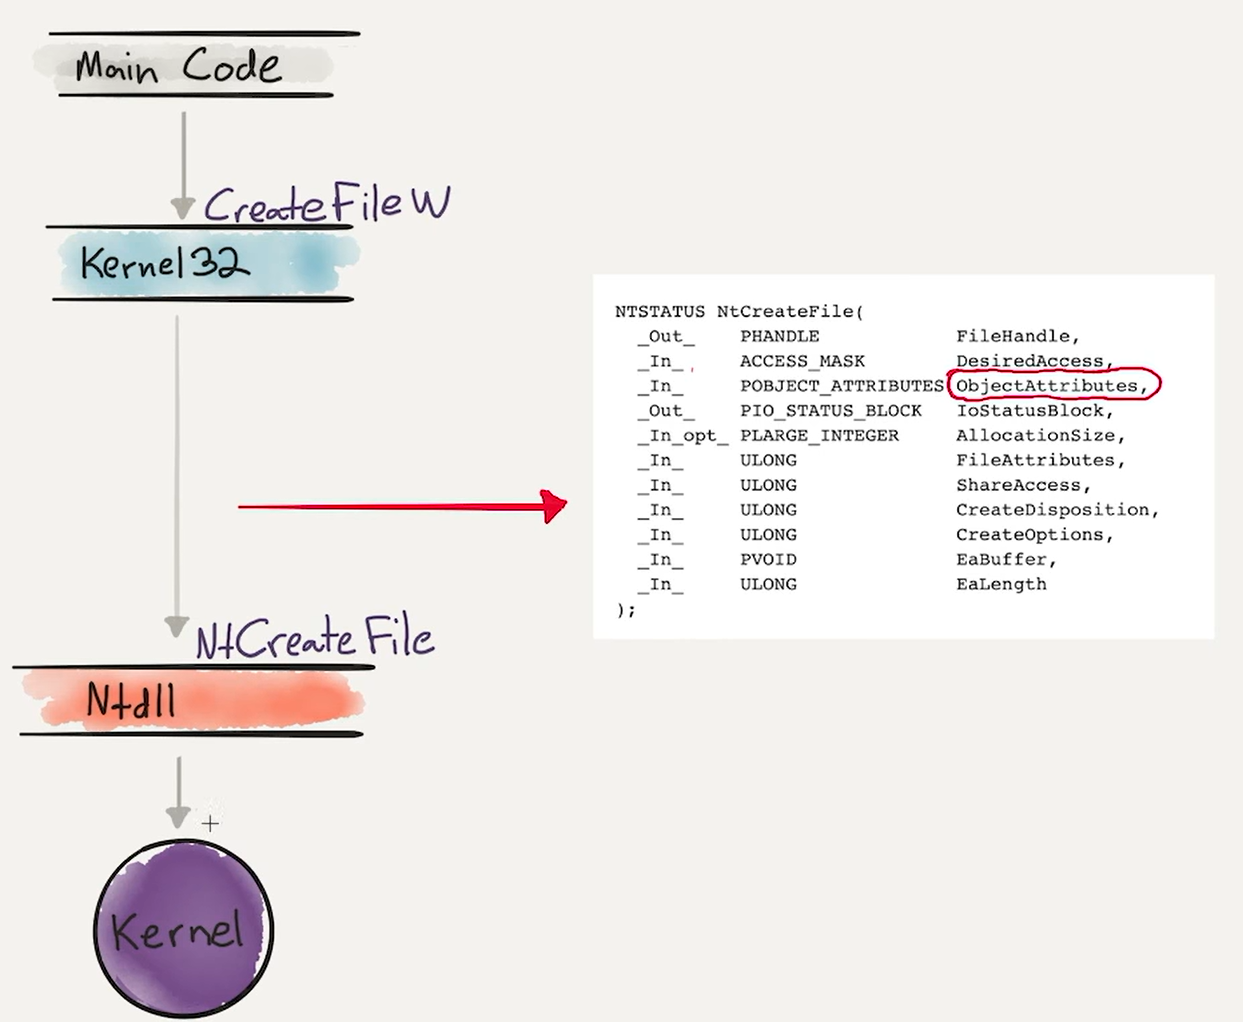 Main Code
CreateFileW
Kernel32
NTSTATUS NtCreateFile(
_Out_ PHANDLE FileHandle,
_In_ ACCESS_MASK DesiredAccess,
_In_ POBJECT_ATTRIBUTES ObjectAttributes,
_Out_ PIO_STATUS_BLOCK IoStatusBlock,
_In_opt_ PLARGE_INTEGER AllocationSize,
_In_ ULONG FileAttributes,
_In_ ULONG ShareAccess,
_In_ ULONG CreateDisposition,
_In_ ULONG CreateOptions,
_In_ PVOID EaBuffer,
_In_ ULONG EaLength
);
NtCreateFile
Ntdll
Kernel